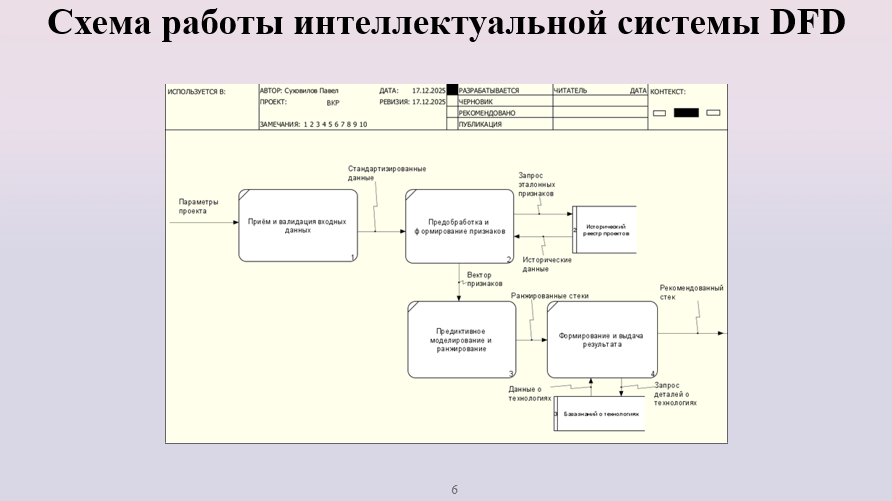 Схема работы интеллектуальной системы DFD
ИСПОЛЬЗУЕТСЯ В:
АВТОР: Суховилов Павел
ДАТА: 17.12.2025
ПРОЕКТ: ВКР
РЕВИЗИЯ: 17.12.2025
ЗАМЕЧАНИЯ: 1 2 3 4 5 6 7 8 9 10
РАЗРАБАТЫВАЕТСЯ
ЧЕРНОВИК
РЕКОМЕНДОВАНО
ПУБЛИКАЦИЯ
ЧИТАТЕЛЬ
ДАТА
КОНТЕКСТ:
Параметры
проекта
Приём и валидация входных
данных
1
Стандартизированные
данные
Предобработка и
формирование признаков
2
Запрос
эталонных
признаков
Исторический
реестр проектов
Исторические
данные
Вектор
признаков
Предиктивное
моделирование и
ранжирование
3
Ранжированные стеки
Формирование и выдача
результата
4
Рекомендованный
стек
Данные о
технологиях
Запрос
деталей о
технологиях
База знаний о технологиях
6